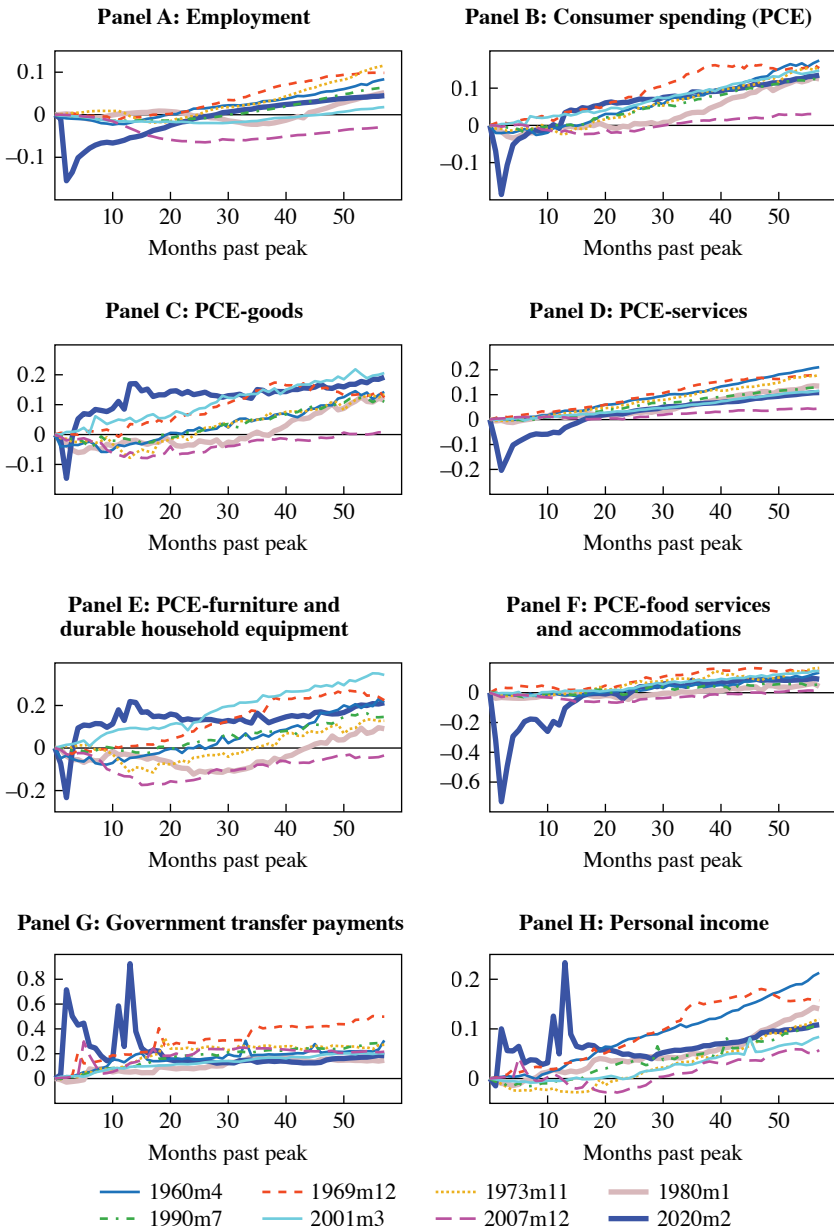 Panel A: Employment
0.1
0
−0.1
10 20 30 40 50
Months past peak
Panel B: Consumer spending (PCE)
0.1
0
−0.1
10 20 30 40 50
Months past peak
Panel C: PCE-goods
0.2
0.1
0
−0.1
10 20 30 40 50
Months past peak
Panel D: PCE-services
0.2
0.1
0
−0.1
−0.2
10 20 30 40 50
Months past peak
Panel E: PCE-furniture and
durable household equipment
0.2
0
−0.2
10 20 30 40 50
Months past peak
Panel F: PCE-food services
and accommodations
0
−0.2
−0.4
−0.6
10 20 30 40 50
Months past peak
Panel G: Government transfer payments
0.8
0.6
0.4
0.2
0
10 20 30 40 50
Months past peak
Panel H: Personal income
0.2
0.1
0
10 20 30 40 50
Months past peak
1960m4 1969m12 1973m11 1980m1
1990m7 2001m3 2007m12 2020m2